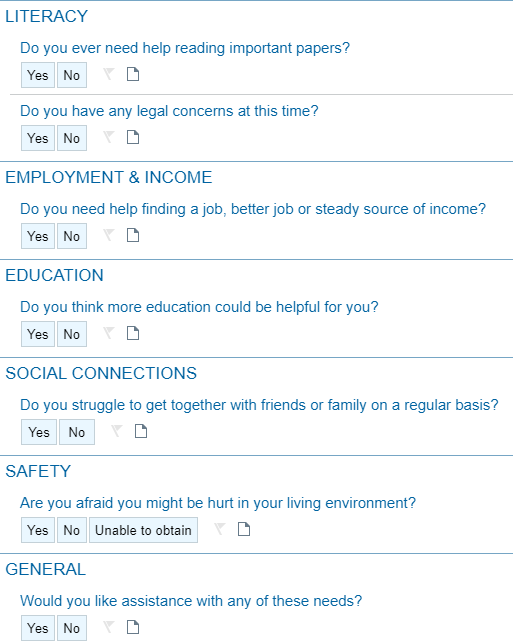 LITERACY
Do you ever need help reading important papers?
Yes No
Do you have any legal concerns at this time?
Yes No
EMPLOYMENT & INCOME
Do you need help finding a job, better job or steady source of income?
Yes No
EDUCATION
Do you think more education could be helpful for you?
Yes No
SOCIAL CONNECTIONS
Do you struggle to get together with friends or family on a regular basis?
Yes No
SAFETY
Are you afraid you might be hurt in your living environment?
Yes No Unable to obtain
GENERAL
Would you like assistance with any of these needs?
Yes No